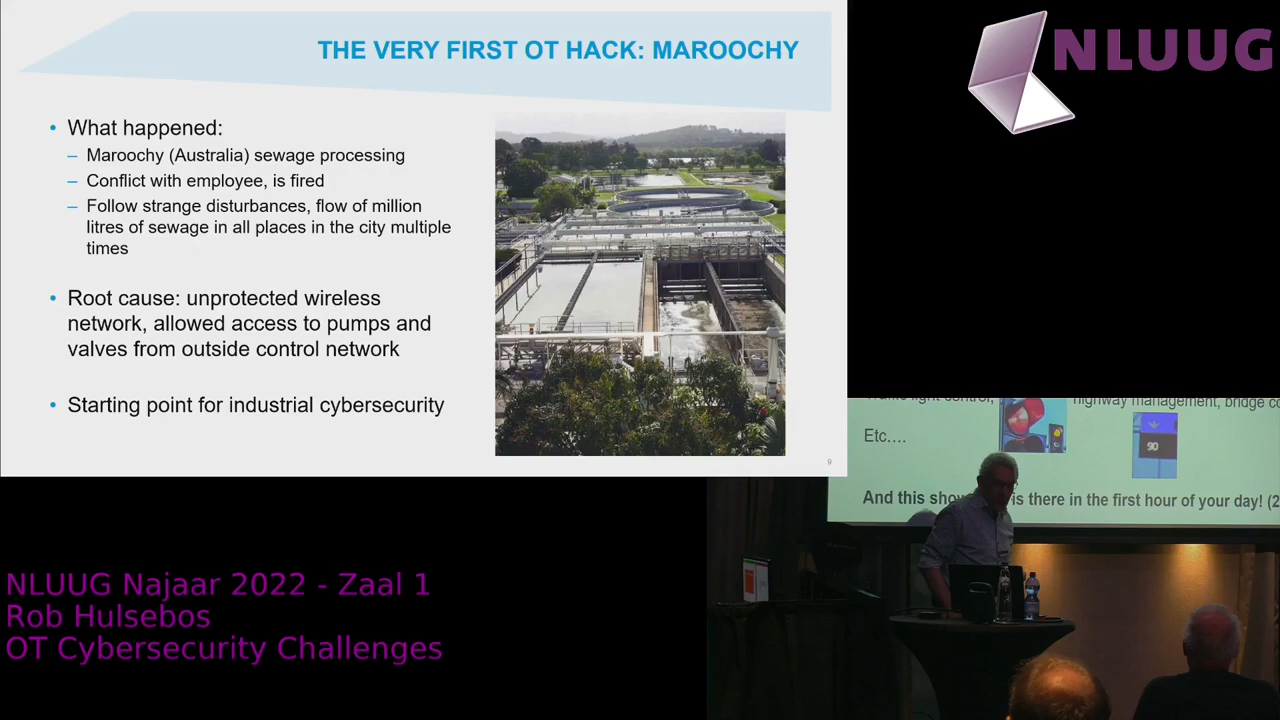 THE VERY FIRST OT HACK: MAROOCHY
• What happened:
– Maroochy (Australia) sewage processing
– Conflict with employee, is fired
– Follow strange disturbances, flow of million
litres of sewage in all places in the city multiple
times
• Root cause: unprotected wireless
network, allowed access to pumps and
valves from outside control network
• Starting point for industrial cybersecurity
9
NLUUG
highway management, bridge
Etc....
90
And this is there in the first hour of your day! (2
NLUUG Najaar 2022 - Zaal 1
Rob Hulsebos
OT Cybersecurity Challenges